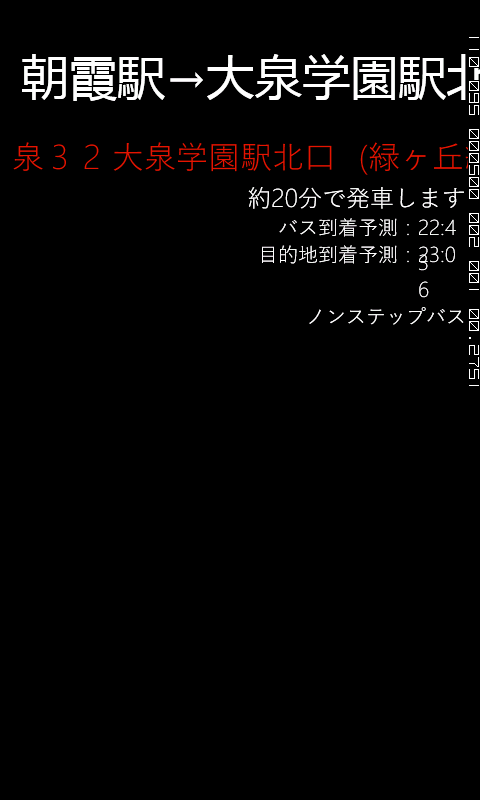 朝霞駅→大泉学園駅北
泉３２ 大泉学園駅北口 (緑ヶ丘
約20分で発車します
バス到着予測：22:4
3
目的地到着予測：23:0
6
ノンステップバス